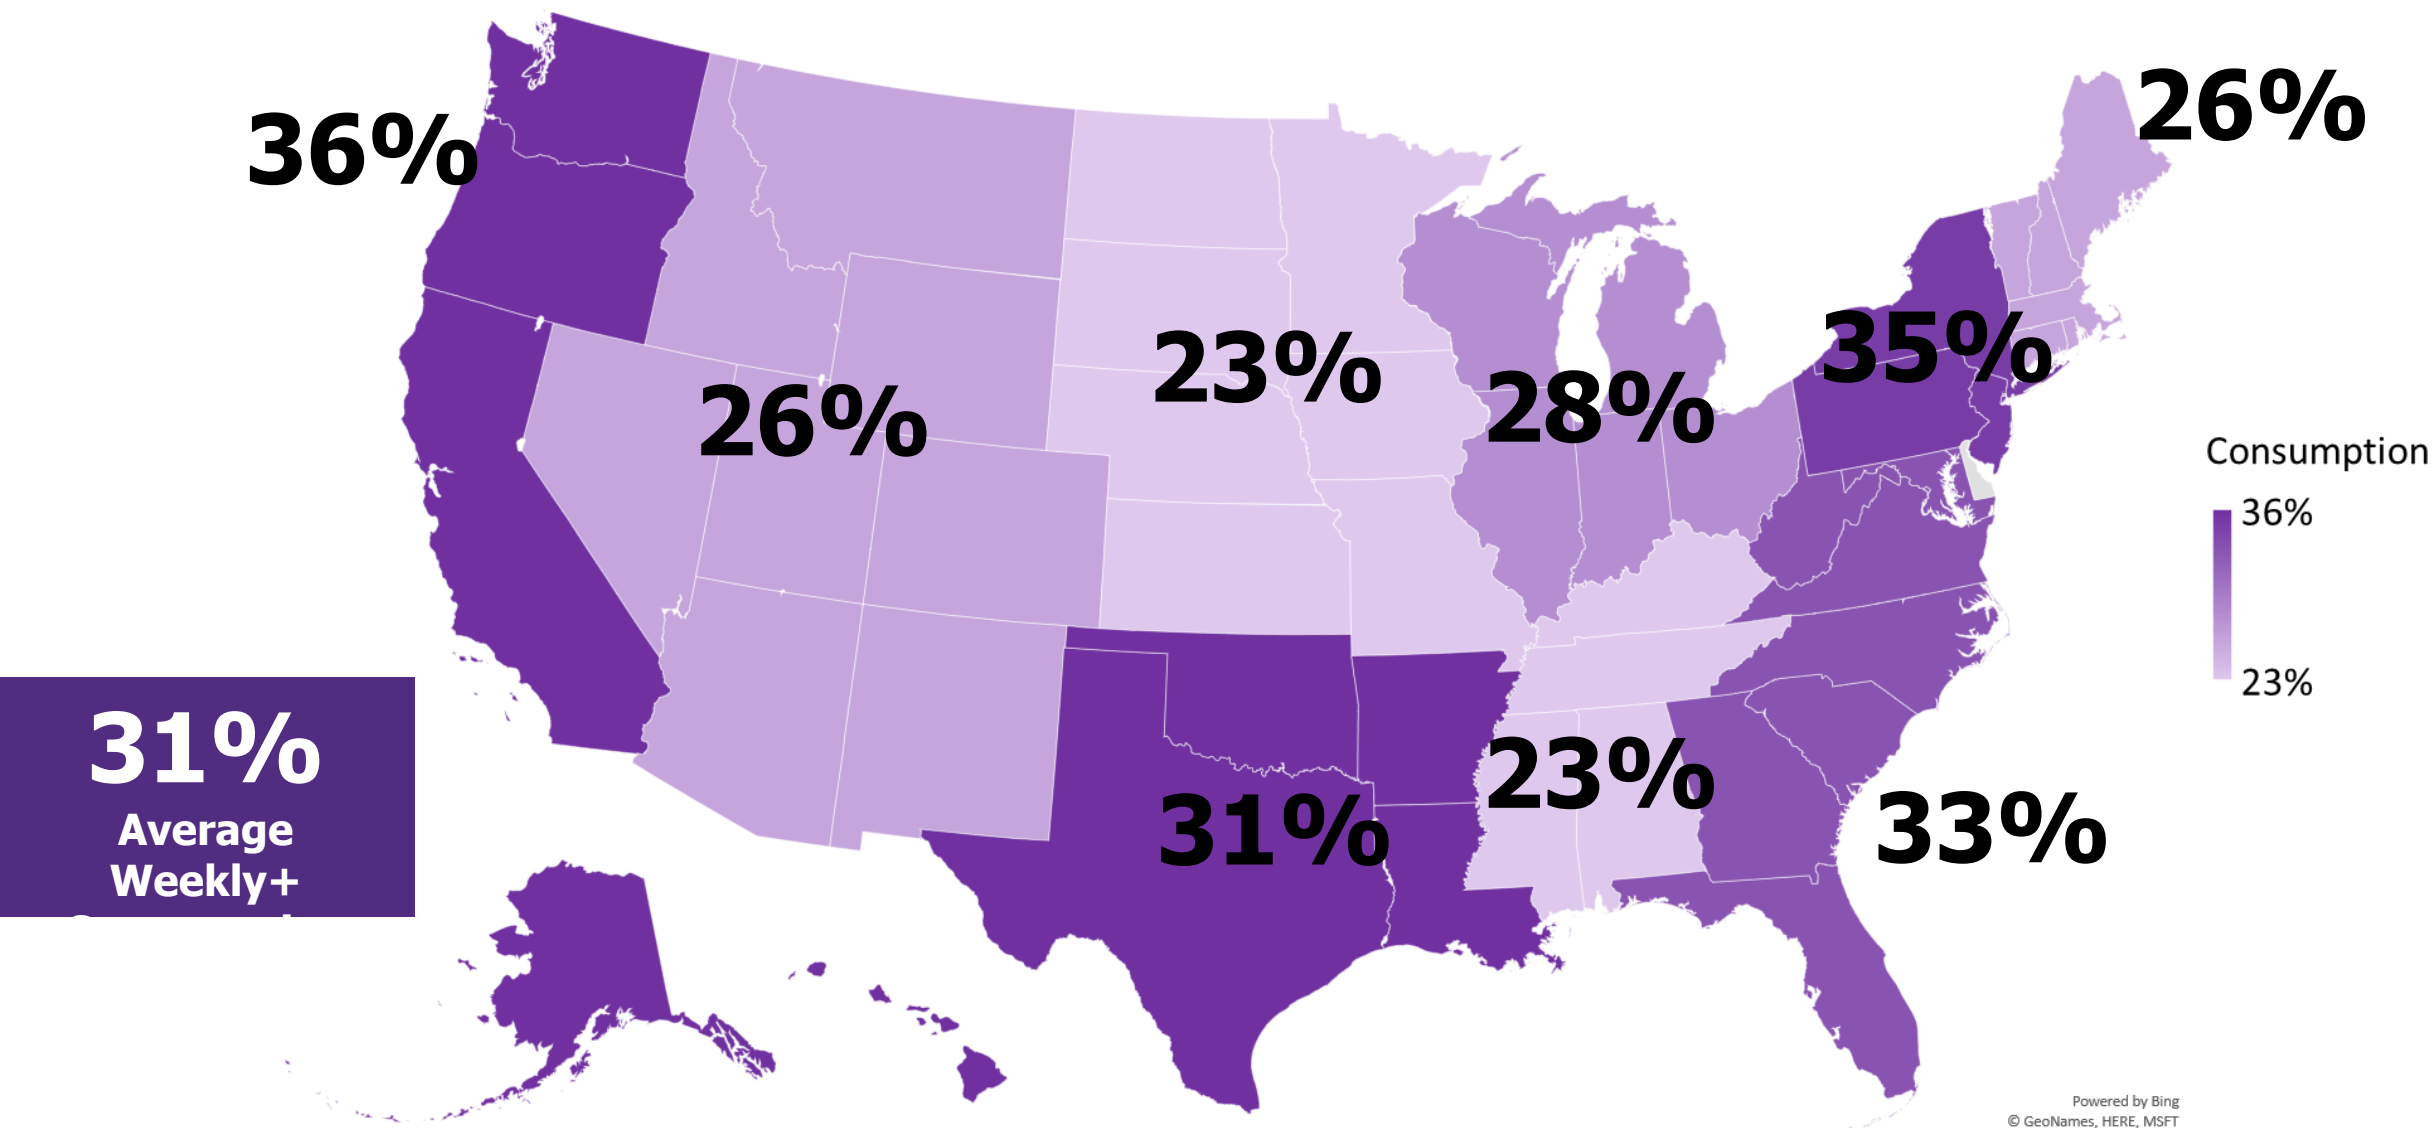 26%
36%
35%
23%
28%
26%
Consumption
36%
23%
31%
Average
Weekly+
23%
31%
33%
Powered by Bing
© GeoNames, HERE, MSFT